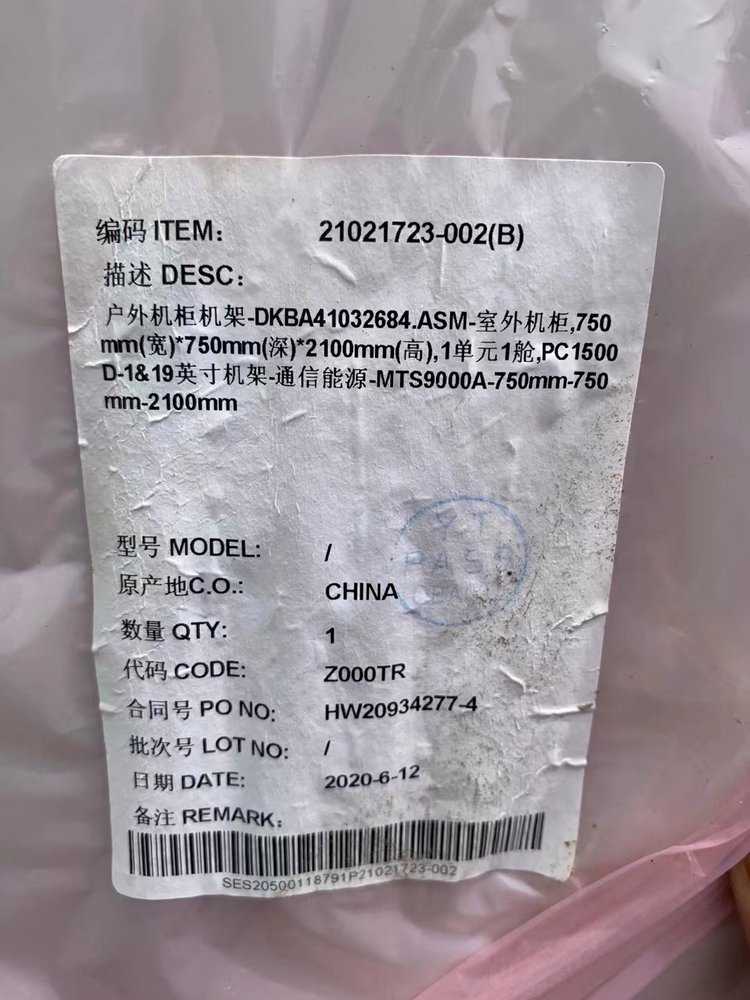 编码 ITEM: 21021723-002(B)
描述 DESC:
户外机柜机架-DKBA41032684.ASM-室外机柜,750
mm(宽)*750mm(深)*2100mm(高),1单元1舱,PC1500
D-1&19英寸机架-通信能源-MTS9000A-750mm-750
mm-2100mm
型号 MODEL: /
原产地C.O.: CHINA
数量 QTY: 1
代码 CODE: Z000TR
合同号 PO NO: HW20934277-4
批次号 LOT NO: /
日期 DATE: 2020-6-12
备注 REMARK:
SES20500118791P21021723-002